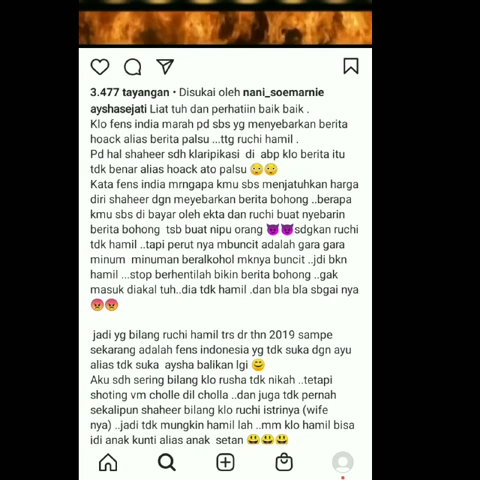 3.477 tayangan • Disukai oleh nani_soemarnie
ayshasejati Liat tuh dan perhatiin baik baik .
Klo fens india marah pd sbs yg menyebarkan berita
hoack alias berita palsu ...ttg ruchi hamil .
Pd hal shaheer sdh klaripikasi di abp klo berita itu
tdk benar alias hoack ato palsu 😳😳
Kata fens india mrngapa kmu sbs menjatuhkan harga
diri shaheer dgn meyebarkan berita bohong ..berapa
kmu sbs di bayar oleh ekta dan ruchi buat nyebarin
berita bohong tsb buat nipu orang 😈😈sdgkan ruchi
tdk hamil ..tapi perut nya mbuncit adalah gara gara
minum minuman beralkohol mknya buncit ..jdi bkn
hamil ...stop berhentilah bikin berita bohong ..gak
masuk diakal tuh..dia tdk hamil .dan bla bla sbgai nya
😡😡
jadi yg bilang ruchi hamil trs dr thn 2019 sampe
sekarang adalah fens indonesia yg tdk suka dgn ayu
alias tdk suka aysha balikan lgi 😊
Aku sdh sering bilang klo rusha tdk nikah ..tetapi
shoting vm cholle dil cholla ..dan juga tdk pernah
sekalipun shaheer bilang klo ruchi istrinya (wife
nya) ..jadi tdk mungkin hamil lah ..mm klo hamil bisa
idi anak kunti alias anak setan 😃😃😃